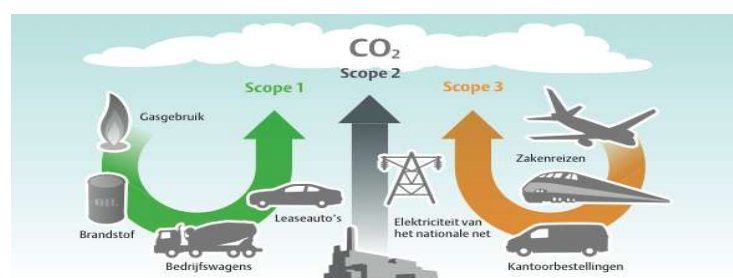 CO₂
Scope 2
Scope 1
Scope 3
Gasgebruik
OIL
Brandstof
Bedrijfswagens
Leaseauto's
Elektriciteit van
het nationale net
Zakenreizen
Kantoorbestellingen